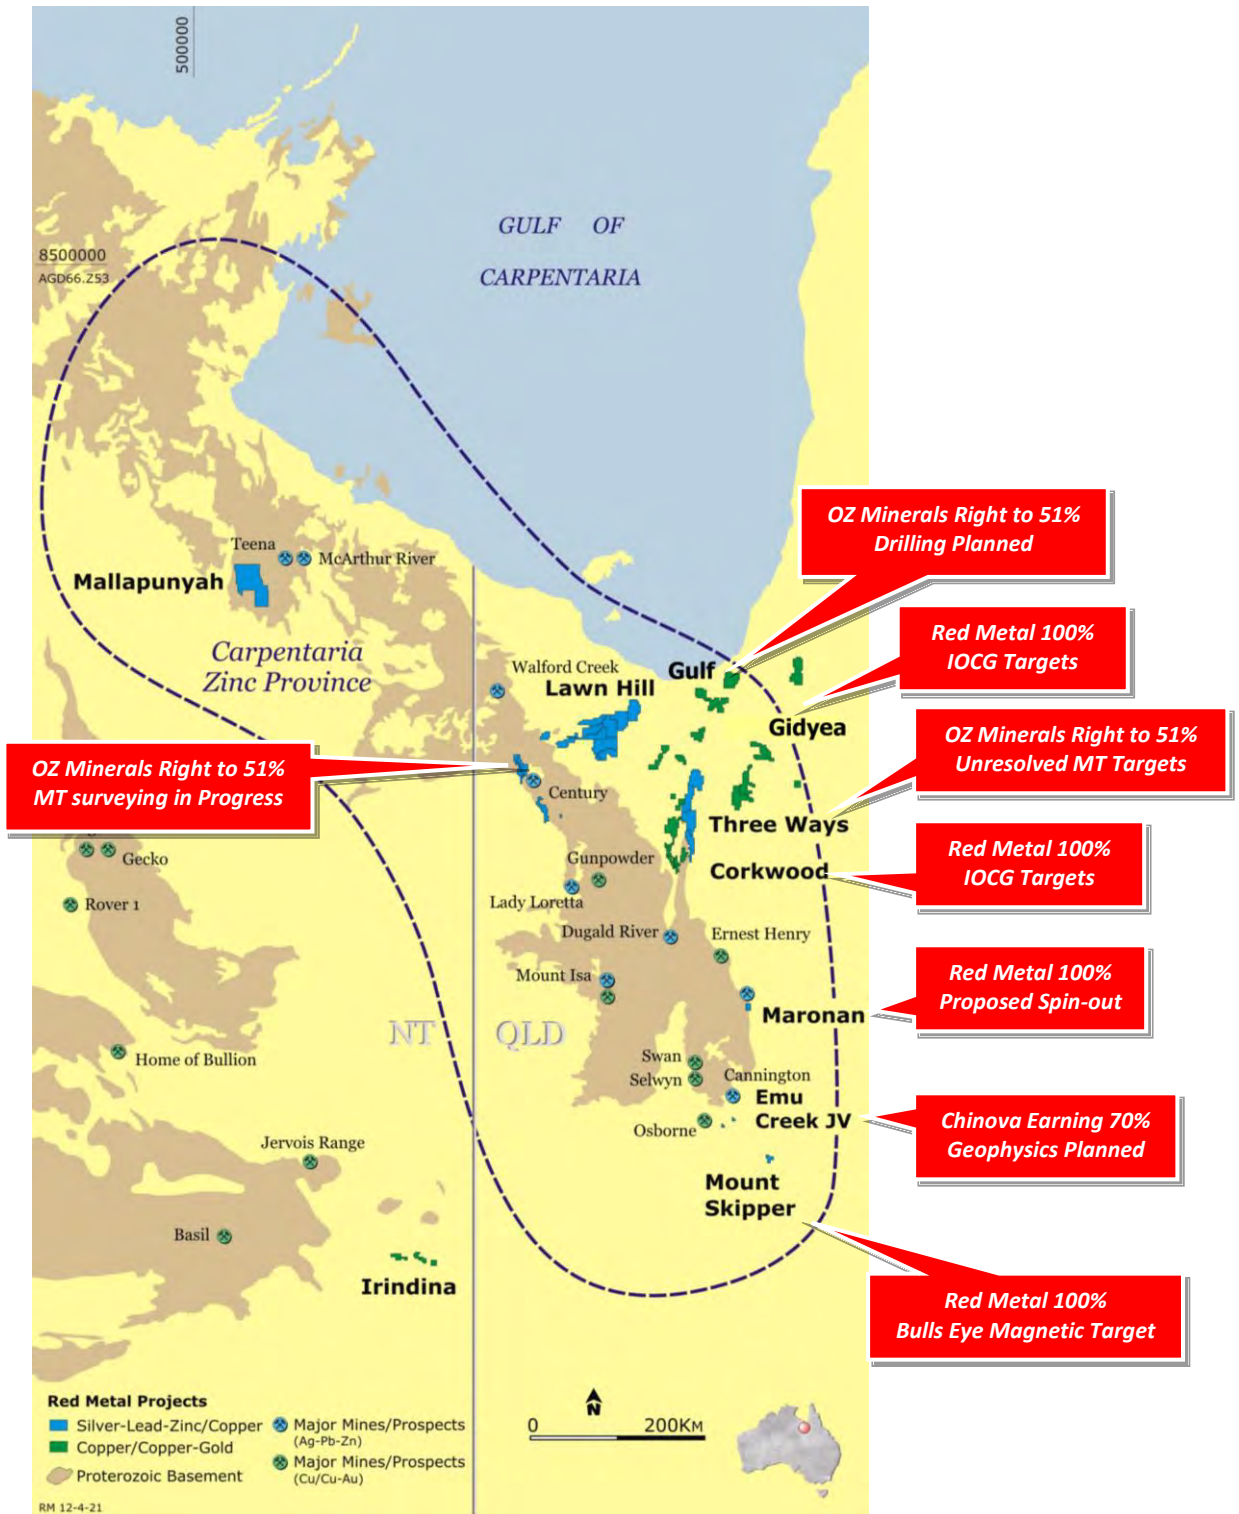 500000
GULF OF
CARPENTARIA
8500000
AGD66.Z53
OZ Minerals Right to 51%
Drilling Planned
Teena
McArthur River
Mallapunyah
Carpentaria
Zinc Province
Red Metal 100%
IOCG Targets
Walford Creek
Lawn Hill
Gulf
Gidyea
OZ Minerals Right to 51%
Unresolved MT Targets
OZ Minerals Right to 51%
MT surveying in Progress
Century
Three Ways
Gecko
Gunpowder
Corkwood
Red Metal 100%
IOCG Targets
Rover 1
Lady Loretta
Dugald River
Ernest Henry
Mount Isa
Red Metal 100%
Proposed Spin-out
Maronan
NT
QLD
Home of Bullion
Swan
Selwyn
Cannington
Emu
Creek JV
Osborne
Chinova Earning 70%
Geophysics Planned
Jervois Range
Mount
Skipper
Basil
Irindina
Red Metal 100%
Bulls Eye Magnetic Target
Red Metal Projects
Silver-Lead-Zinc/Copper
Copper/Copper-Gold
Proterozoic Basement
Major Mines/Prospects
(Ag-Pb-Zn)
Major Mines/Prospects
(Cu/Cu-Au)
N
0 200KM
RM 12-4-21